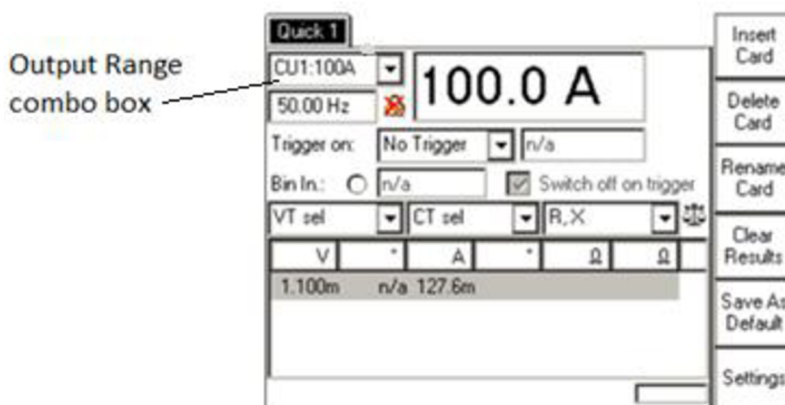 Output Range
combo box
Quick 1
CU1:100A
100.0 A
50.00 Hz
Trigger on: No Trigger n/a
Bin In.: n/a Switch off on trigger
VT sel CT sel R,X
V ° A ° Ω Ω
1.100m n/a 127.6m
Insert
Card
Delete
Card
Rename
Card
Clear
Results
Save As
Default
Settings